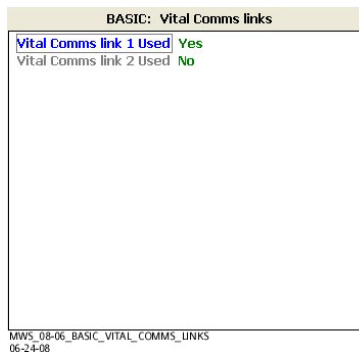 BASIC: Vital Comms links
Vital Comms link 1 Used Yes
Vital Comms link 2 Used No
MWS_08-06_BASIC_VITAL_COMMS_LINKS
06-24-08